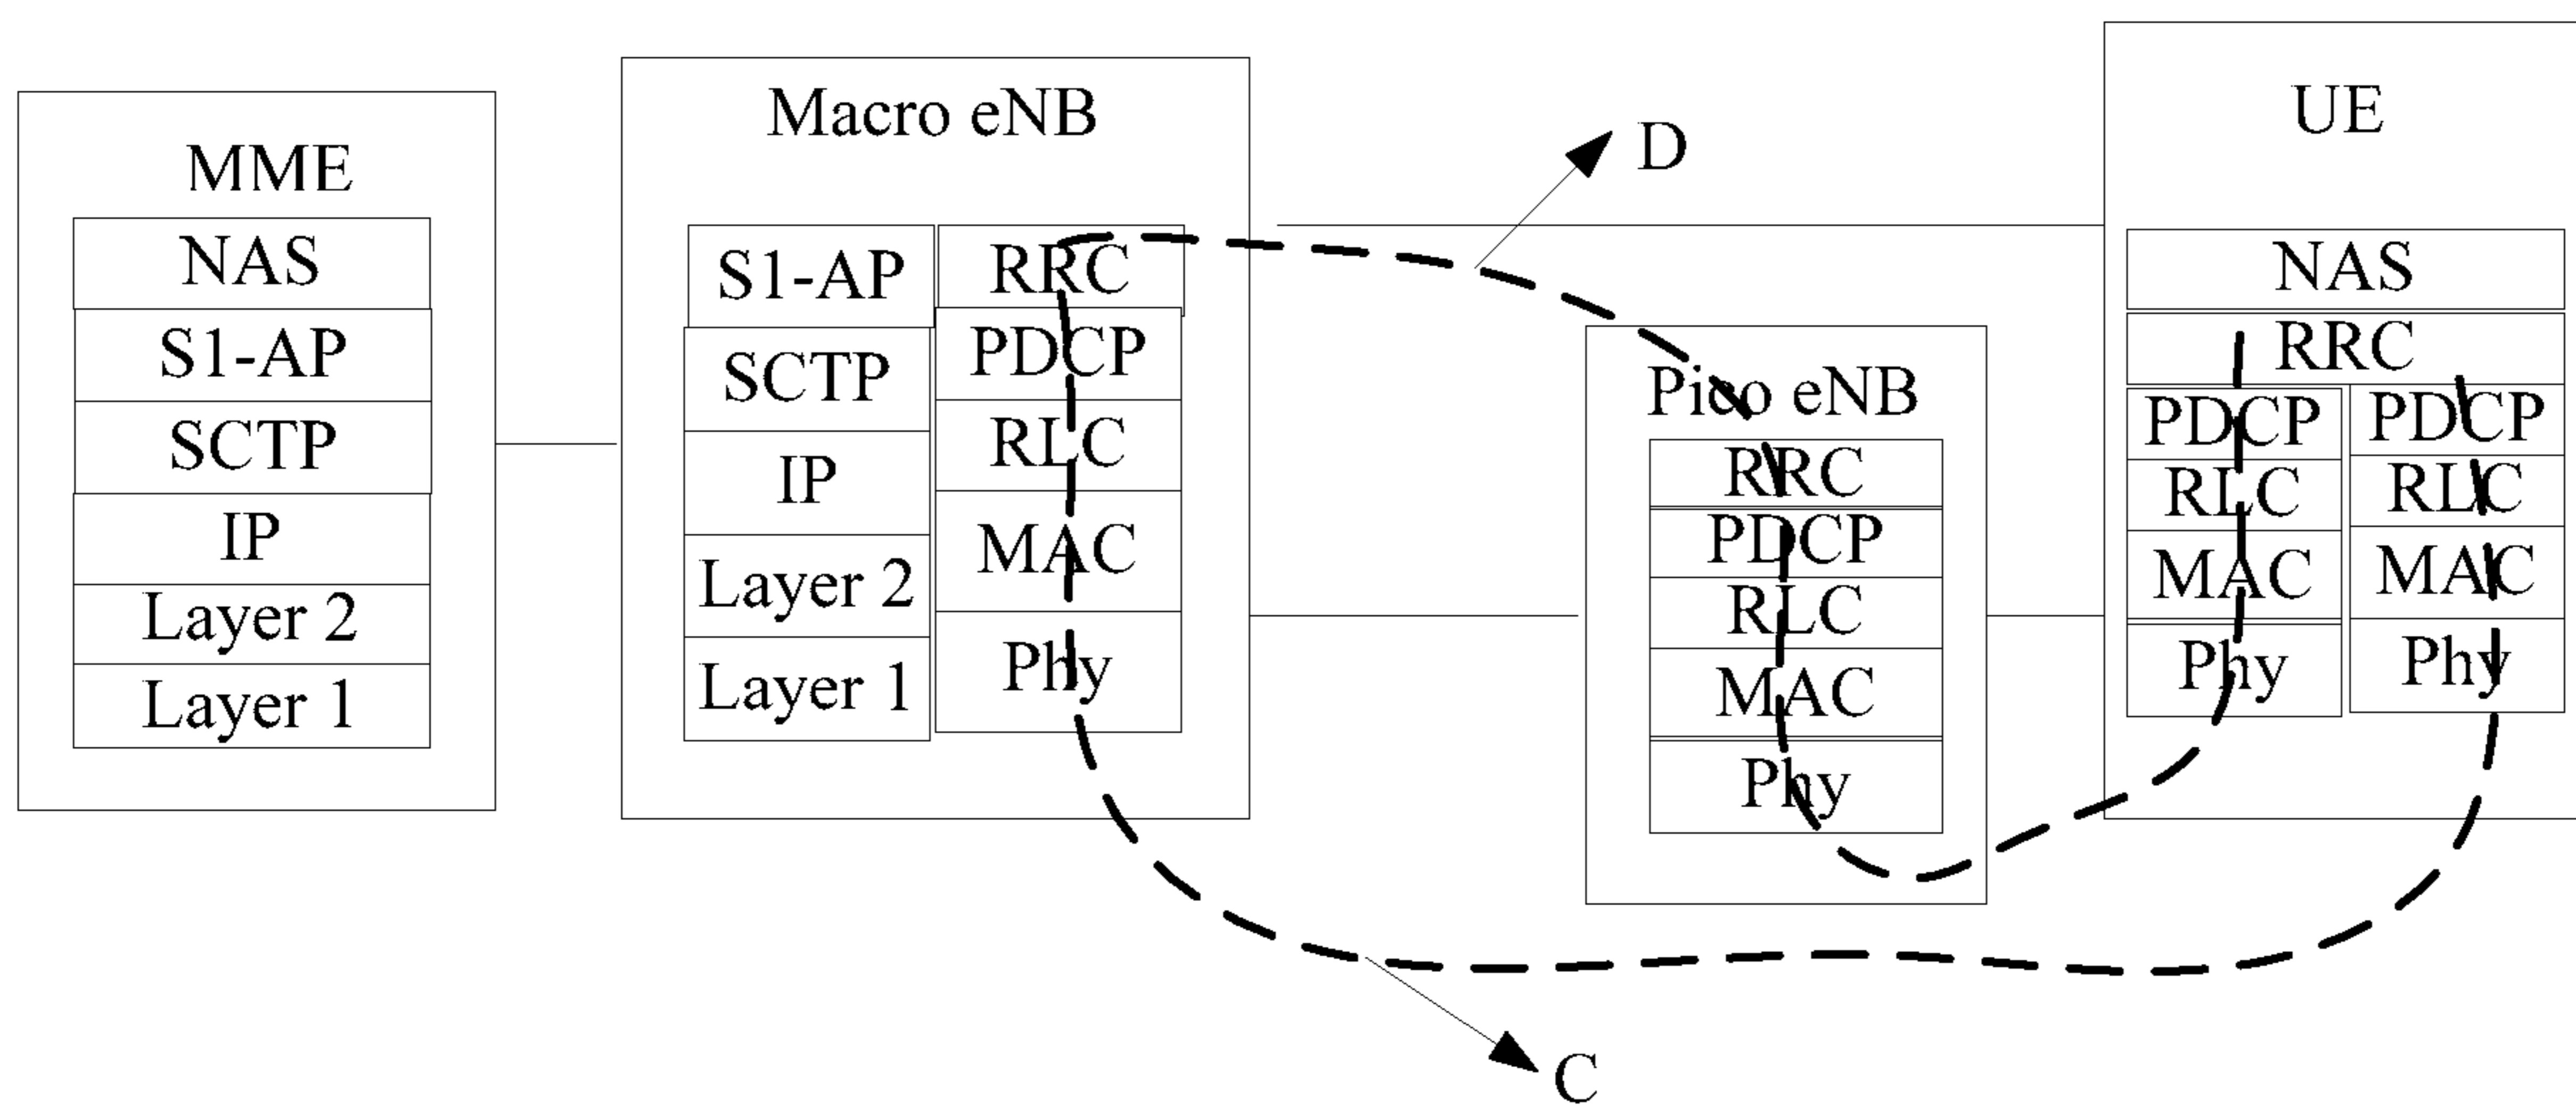 MME
NAS
S1-AP
SCTP
IP
Layer 2
Layer 1
Macro eNB
S1-AP
SCTP
IP
Layer 2
Layer 1
RRC
PDCP
RLC
MAC
Phy
D
Pico eNB
RRC
PDCP
RLC
MAC
Phy
UE
NAS
RRC
PDCP
RLC
MAC
Phy
PDCP
RLC
MAC
Phy
C